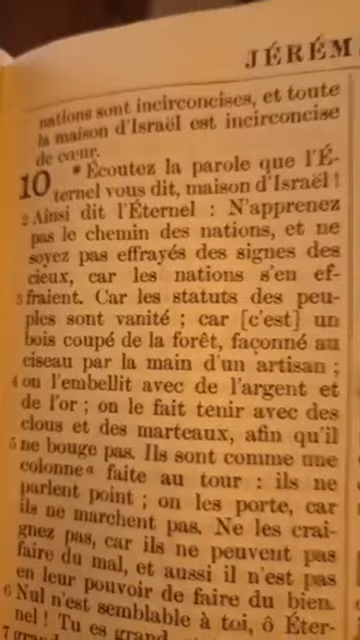 JÉRÉM
nations sont incirconcises, et toute
la maison d'Israël est incirconcise
de cœur.
10 * Écoutez la parole que l'É-
ternel vous dit, maison d'Israël !
2 Ainsi dit l'Éternel : N'apprenez
pas le chemin des nations, et ne
soyez pas effrayés des signes des
cieux, car les nations s'en ef-
3 fraient. Car les statuts des peu-
ples sont vanité ; car [c'est] un
bois coupé de la forêt, façonné au
ciseau par la main d'un artisan ;
4 on l'embellit avec de l'argent et
de l'or ; on le fait tenir avec des
clous et des marteaux, afin qu'il
5 ne bouge pas. Ils sont comme une
colonne a faite au tour : ils ne
parlent point ; on les porte, car
ils ne marchent pas. Ne les crai-
gnez pas, car ils ne peuvent pas
faire du mal, et aussi il n'est pas
en leur pouvoir de faire du bien.
6 Nul n'est semblable à toi, ô Éter-
nel ! Tu es grand
7